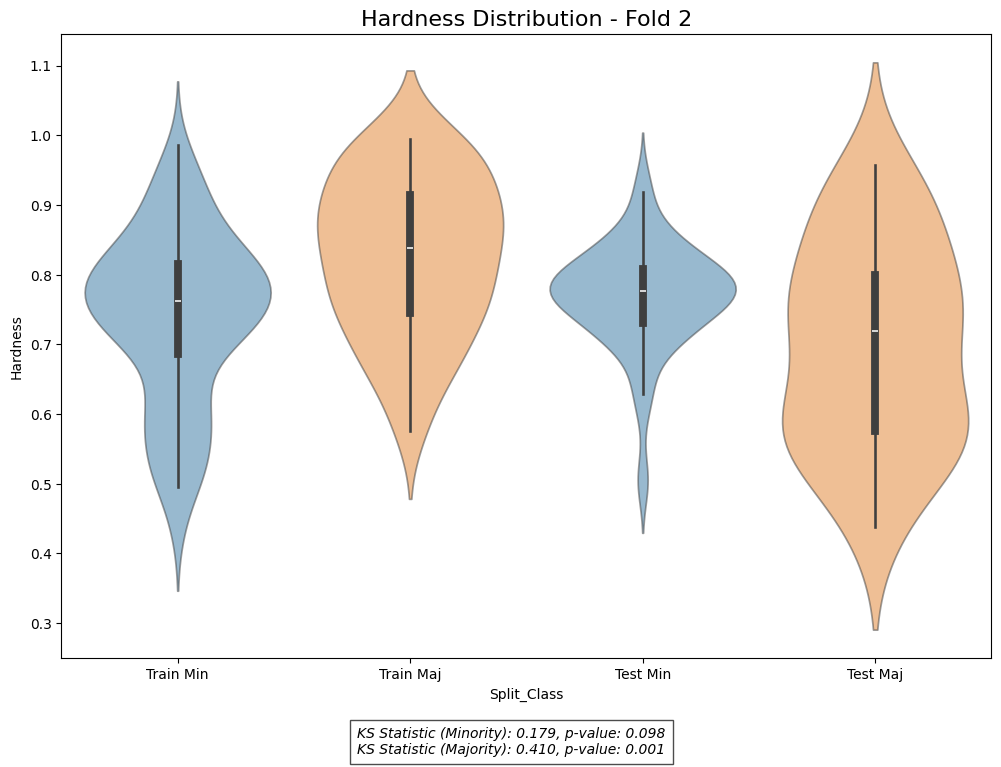 Hardness Distribution - Fold 2
Hardness
1.1
1.0
0.9
0.8
0.7
0.6
0.5
0.4
0.3
Train Min
Train Maj
Test Min
Test Maj
Split_Class
KS Statistic (Minority): 0.179, p-value: 0.098
KS Statistic (Majority): 0.410, p-value: 0.001